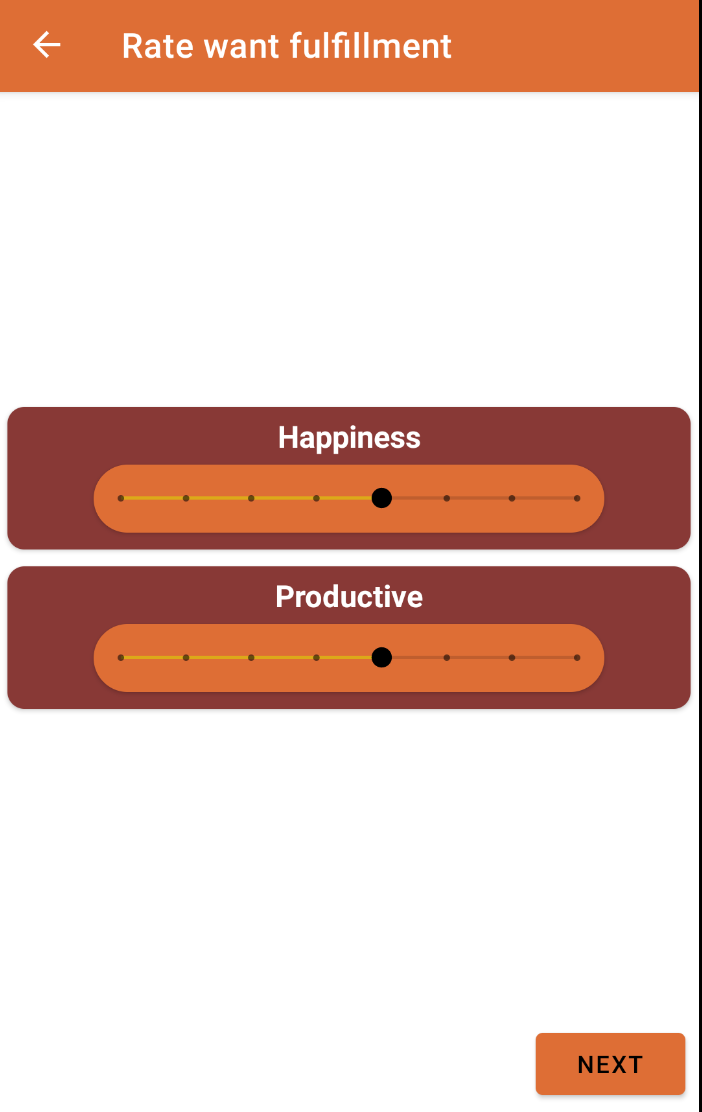 Rate want fulfillment
Happiness
Productive
NEXT